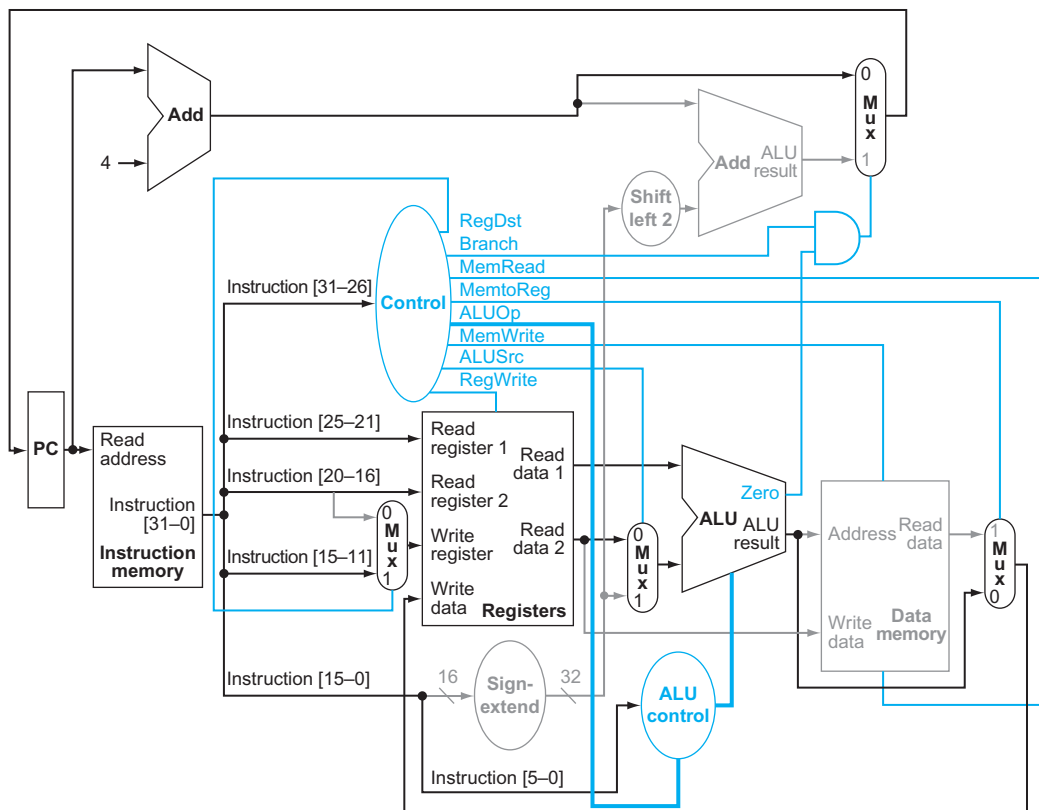 0
Mux
1
Add
4
Add
ALU
result
Shift
left 2
RegDst
Branch
MemRead
MemtoReg
ALUOp
MemWrite
ALUSrc
RegWrite
Control
Instruction [31–26]
PC
Read
address
Instruction
[31–0]
Instruction
memory
Instruction [25–21]
Instruction [20–16]
Instruction [15–11]
0
Mux
1
Read
register 1
Read
register 2
Write
register
Write
data
Read
data 1
Read
data 2
Registers
0
Mux
1
Zero
ALU
ALU
result
Address
Read
data
Write
data
Data
memory
1
Mux
0
Instruction [15–0]
16
Sign-
extend
32
ALU
control
Instruction [5–0]